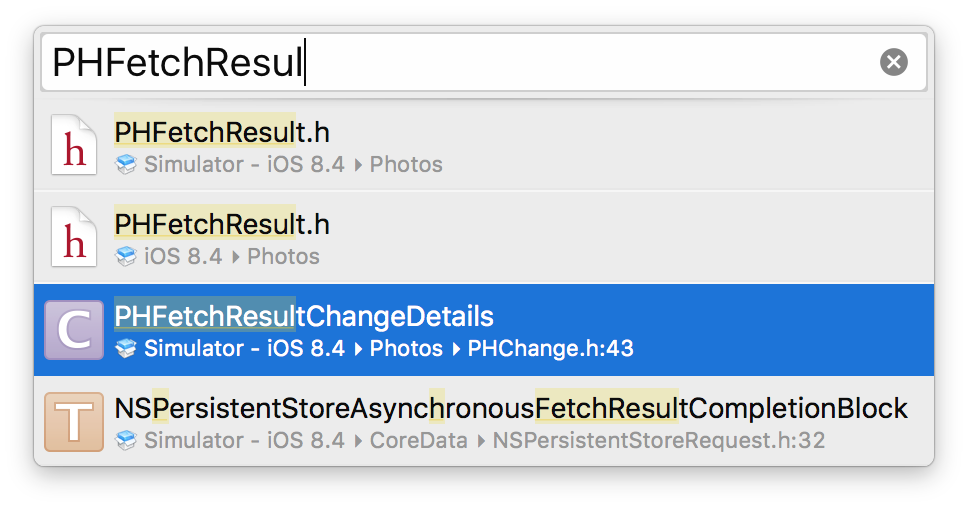 PHFetchResul
h
PHFetchResult.h
Simulator - iOS 8.4 ▸ Photos
h
PHFetchResult.h
iOS 8.4 ▸ Photos
C
PHFetchResultChangeDetails
Simulator - iOS 8.4 ▸ Photos ▸ PHChange.h:43
T
NSPersistentStoreAsynchronousFetchResultCompletionBlock
Simulator - iOS 8.4 ▸ CoreData ▸ NSPersistentStoreRequest.h:32